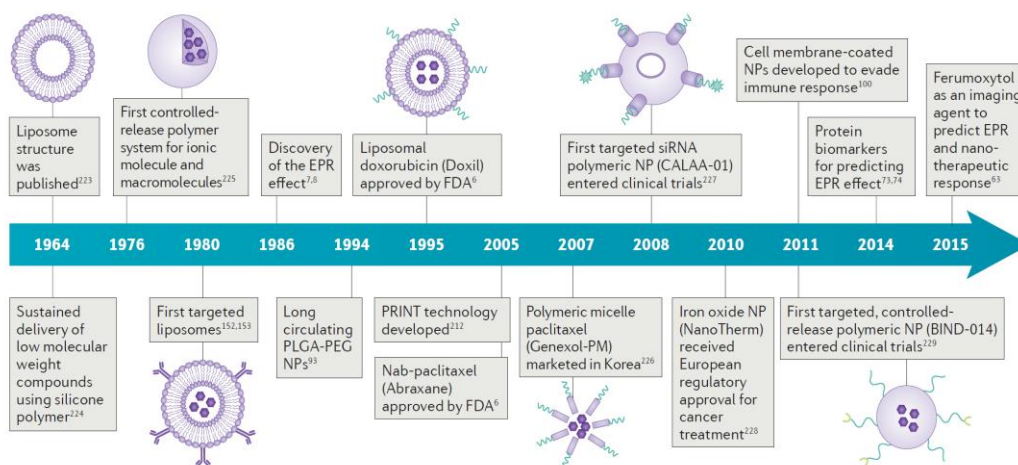 Liposome
structure
was
published²²³
First controlled-
release polymer
system for ionic
molecule and
macromolecules²²⁵
Discovery
of the EPR
effect⁷,⁸
Liposomal
doxorubicin (Doxil)
approved by FDA⁶
First targeted siRNA
polymeric NP (CALAA-01)
entered clinical trials²²⁷
Cell membrane-coated
NPs developed to evade
immune response¹⁰⁰
Protein
biomarkers
for predicting
EPR effect⁷³,⁷⁴
Ferumoxytol
as an imaging
agent to
predict EPR
and nano-
therapeutic
response⁶³
1964 1976 1980 1986 1994 1995 2005 2007 2008 2010 2011 2014 2015
Sustained
delivery of
low molecular
weight
compounds
using silicone
polymer²²⁴
First targeted
liposomes¹⁵²,¹⁵³
Long
circulating
PLGA-PEG
NPs⁹³
PRINT technology
developed²¹²
Nab-paclitaxel
(Abraxane)
approved by FDA⁶
Polymeric micelle
paclitaxel
(Genexol-PM)
marketed in Korea²²⁶
Iron oxide NP
(NanoTherm)
received
European
regulatory
approval for
cancer
treatment²²⁸
First targeted, controlled-
release polymeric NP (BIND-014)
entered clinical trials²²⁹